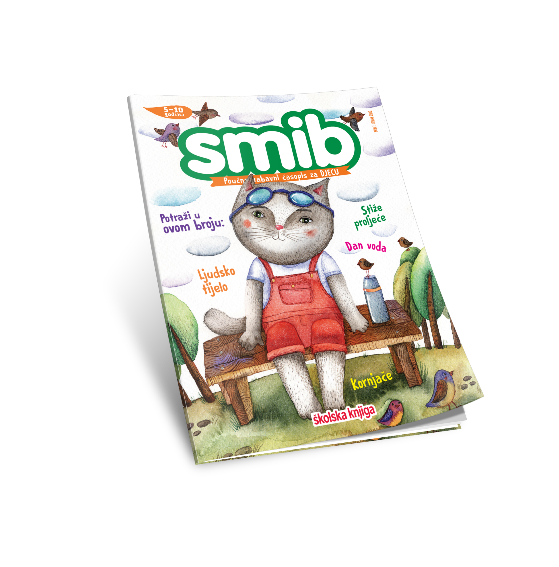 5-10
godina
smib
Poučno-zabavni časopis za DJECU
Potraži u
ovom broju:
Stiže
proljeće
Dan voda
Ljudsko
tijelo
Kornjače
školska knjiga